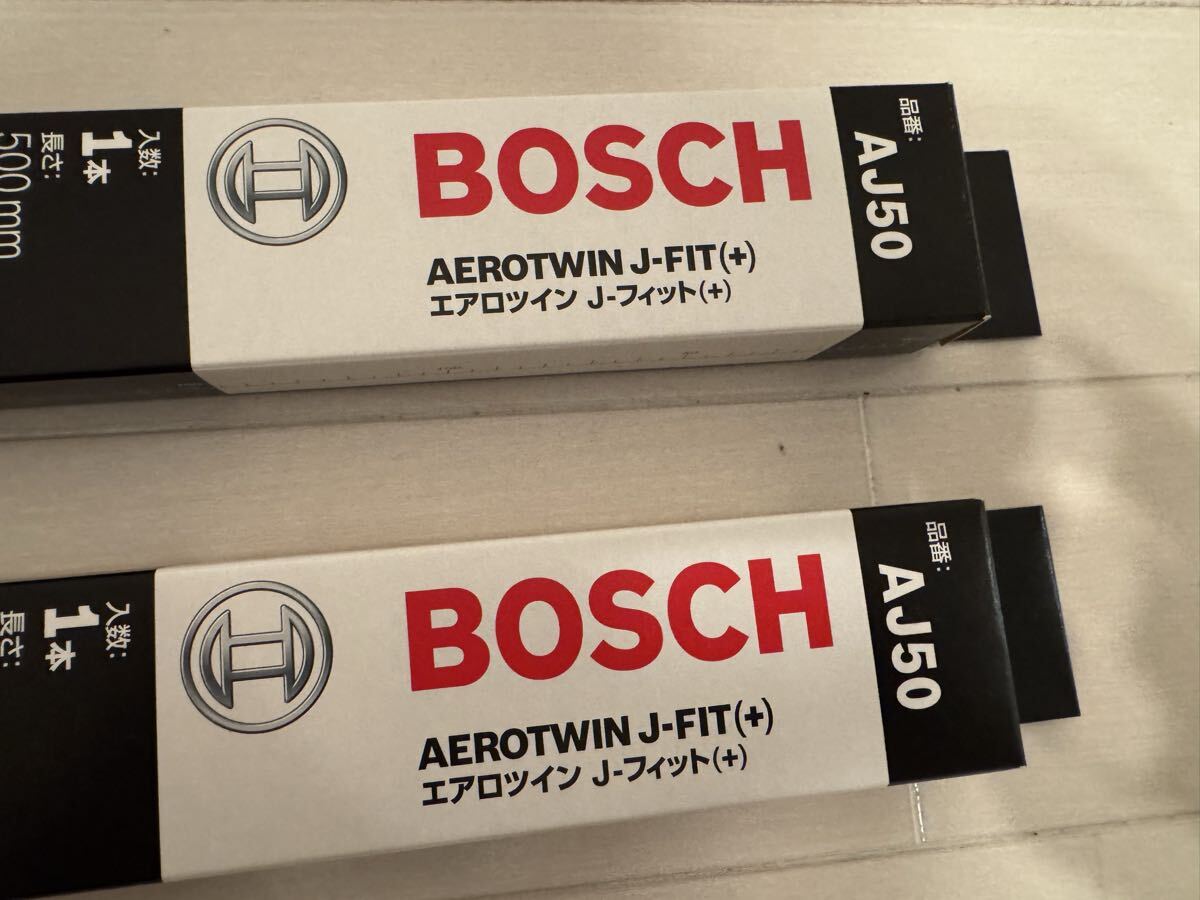 入数:
1本
長さ:
500mm
BOSCH
AEROTWIN J-FIT(+)
エアロツイン J-フィット(+)
品番:
AJ50
入数:
1本
長さ:
BOSCH
AEROTWIN J-FIT(+)
エアロツイン J-フィット(+)
品番:
AJ50